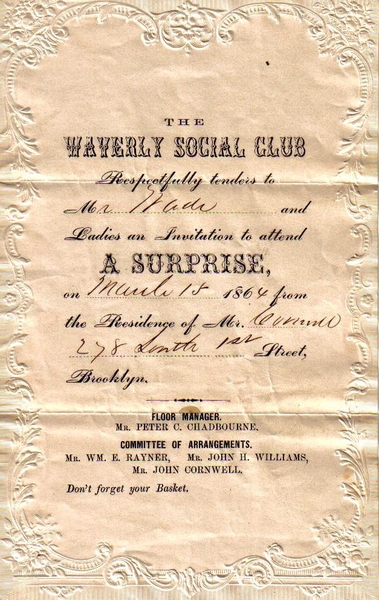 THE
WAVERLY SOCIAL CLUB
Respectfully tenders to
Mr Wade and
Ladies an Invitation to attend
A SURPRISE,
on March 18 1864 from
the Residence of Mr.
278 South 1st Street,
Brooklyn.
FLOOR MANAGER.
MR. PETER C. CHADBOURNE.
COMMITTEE OF ARRANGEMENTS.
MR. WM. E. RAYNER, MR. JOHN H. WILLIAMS,
MR. JOHN CORNWELL.
Don't forget your Basket.